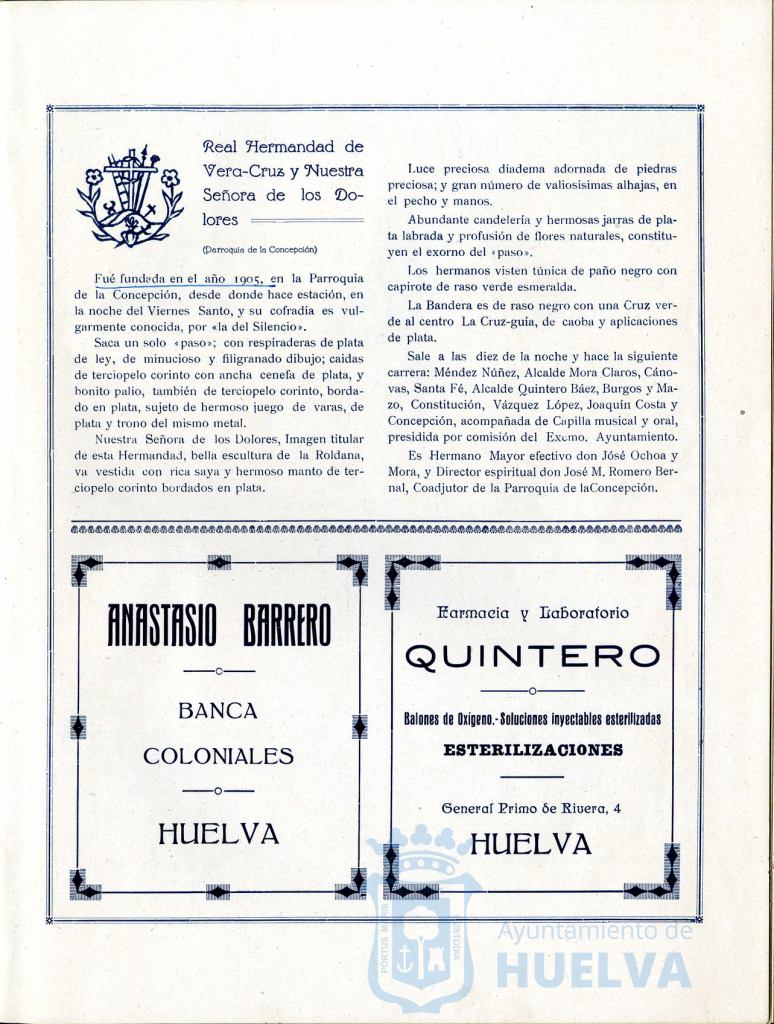 Real Hermandad de
Vera-Cruz y Nuestra
Señora de los Do-
lores
(Parroquia de la Concepción)
Fué fundada en el año 1905, en la Parroquia
de la Concepción, desde donde hace estación, en
la noche del Viernes Santo, y su cofradía es vul-
garmente conocida, por «la del Silencio».
Saca un solo «paso»; con respiraderas de plata
de ley, de minucioso y filigranado dibujo; caidas
de terciopelo corinto con ancha cenefa de plata, y
bonito palio, también de terciopelo corinto, borda-
do en plata, sujeto de hermoso juego de varas, de
plata y trono del mismo metal.
Nuestra Señora de los Dolores, Imagen titular
de esta Hermandad, bella escultura de la Roldana,
va vestida con rica saya y hermoso manto de ter-
ciopelo corinto bordados en plata.
Luce preciosa diadema adornada de piedras
preciosa; y gran número de valiosísimas alhajas, en
el pecho y manos.
Abundante candelería y hermosas jarras de pla-
ta labrada y profusión de flores naturales, constitu-
yen el exorno del «paso».
Los hermanos visten túnica de paño negro con
capirote de raso verde esmeralda.
La Bandera es de raso negro con una Cruz ver-
de al centro La Cruz-guía, de caoba y aplicaciones
de plata.
Sale a las diez de la noche y hace la siguiente
carrera: Méndez Núñez, Alcalde Mora Claros, Cáno-
vas, Santa Fé, Alcalde Quintero Báez, Burgos y Ma-
zo, Constitución, Vázquez López, Joaquín Costa y
Concepción, acompañada de Capilla musical y oral,
presidida por comisión del Excmo. Ayuntamiento.
Es Hermano Mayor efectivo don José Ochoa y
Mora, y Director espiritual don José M. Romero Ber-
nal, Coadjutor de la Parroquia de laConcepción.
ANASTASIO BARRERO
BANCA
COLONIALES
HUELVA
Farmacia y Laboratorio
QUINTERO
Balones de Oxígeno.-Soluciones inyectables esterilizadas
ESTERILIZACIONES
General Primo de Rivera, 4
HUELVA
PORTUS MARIS
CUSTODIA
Ayuntamiento de
HUELVA